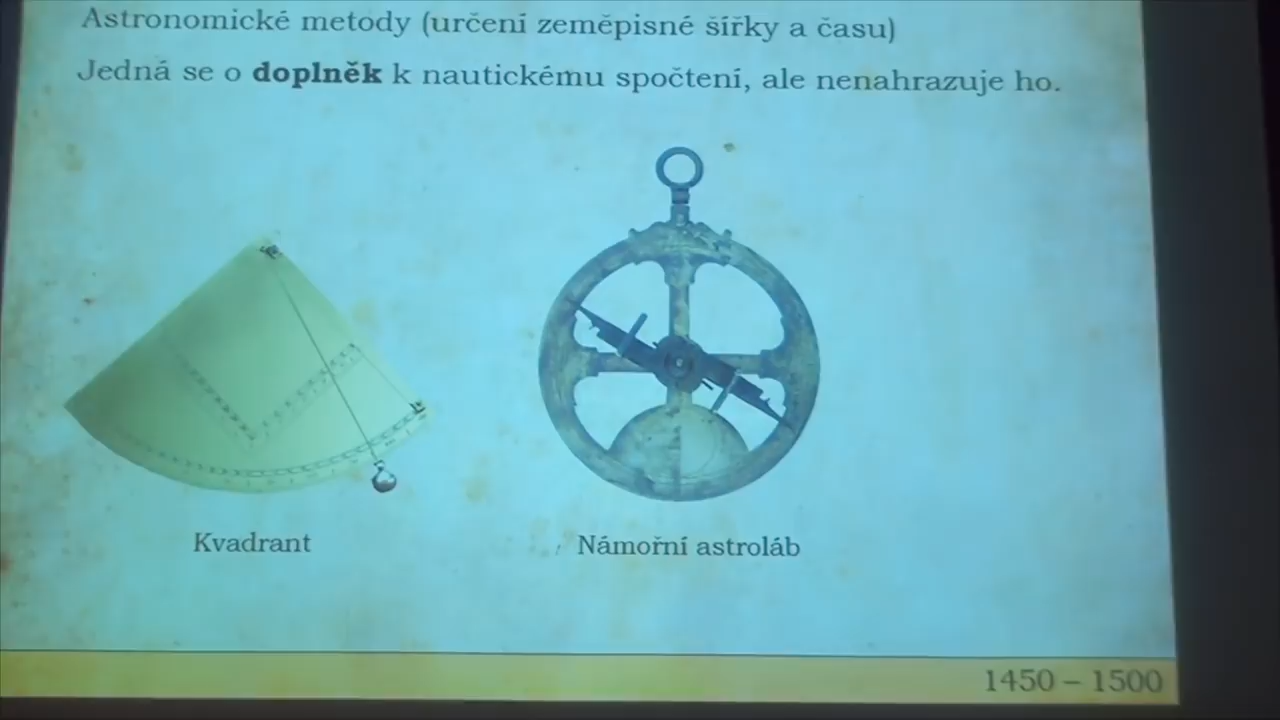 Astronomické metody (určení zeměpisné šířky a času)
Jedná se o doplněk k nautickému spočtení, ale nenahrazuje ho.
Kvadrant
Námořní astroláb
1450 – 1500